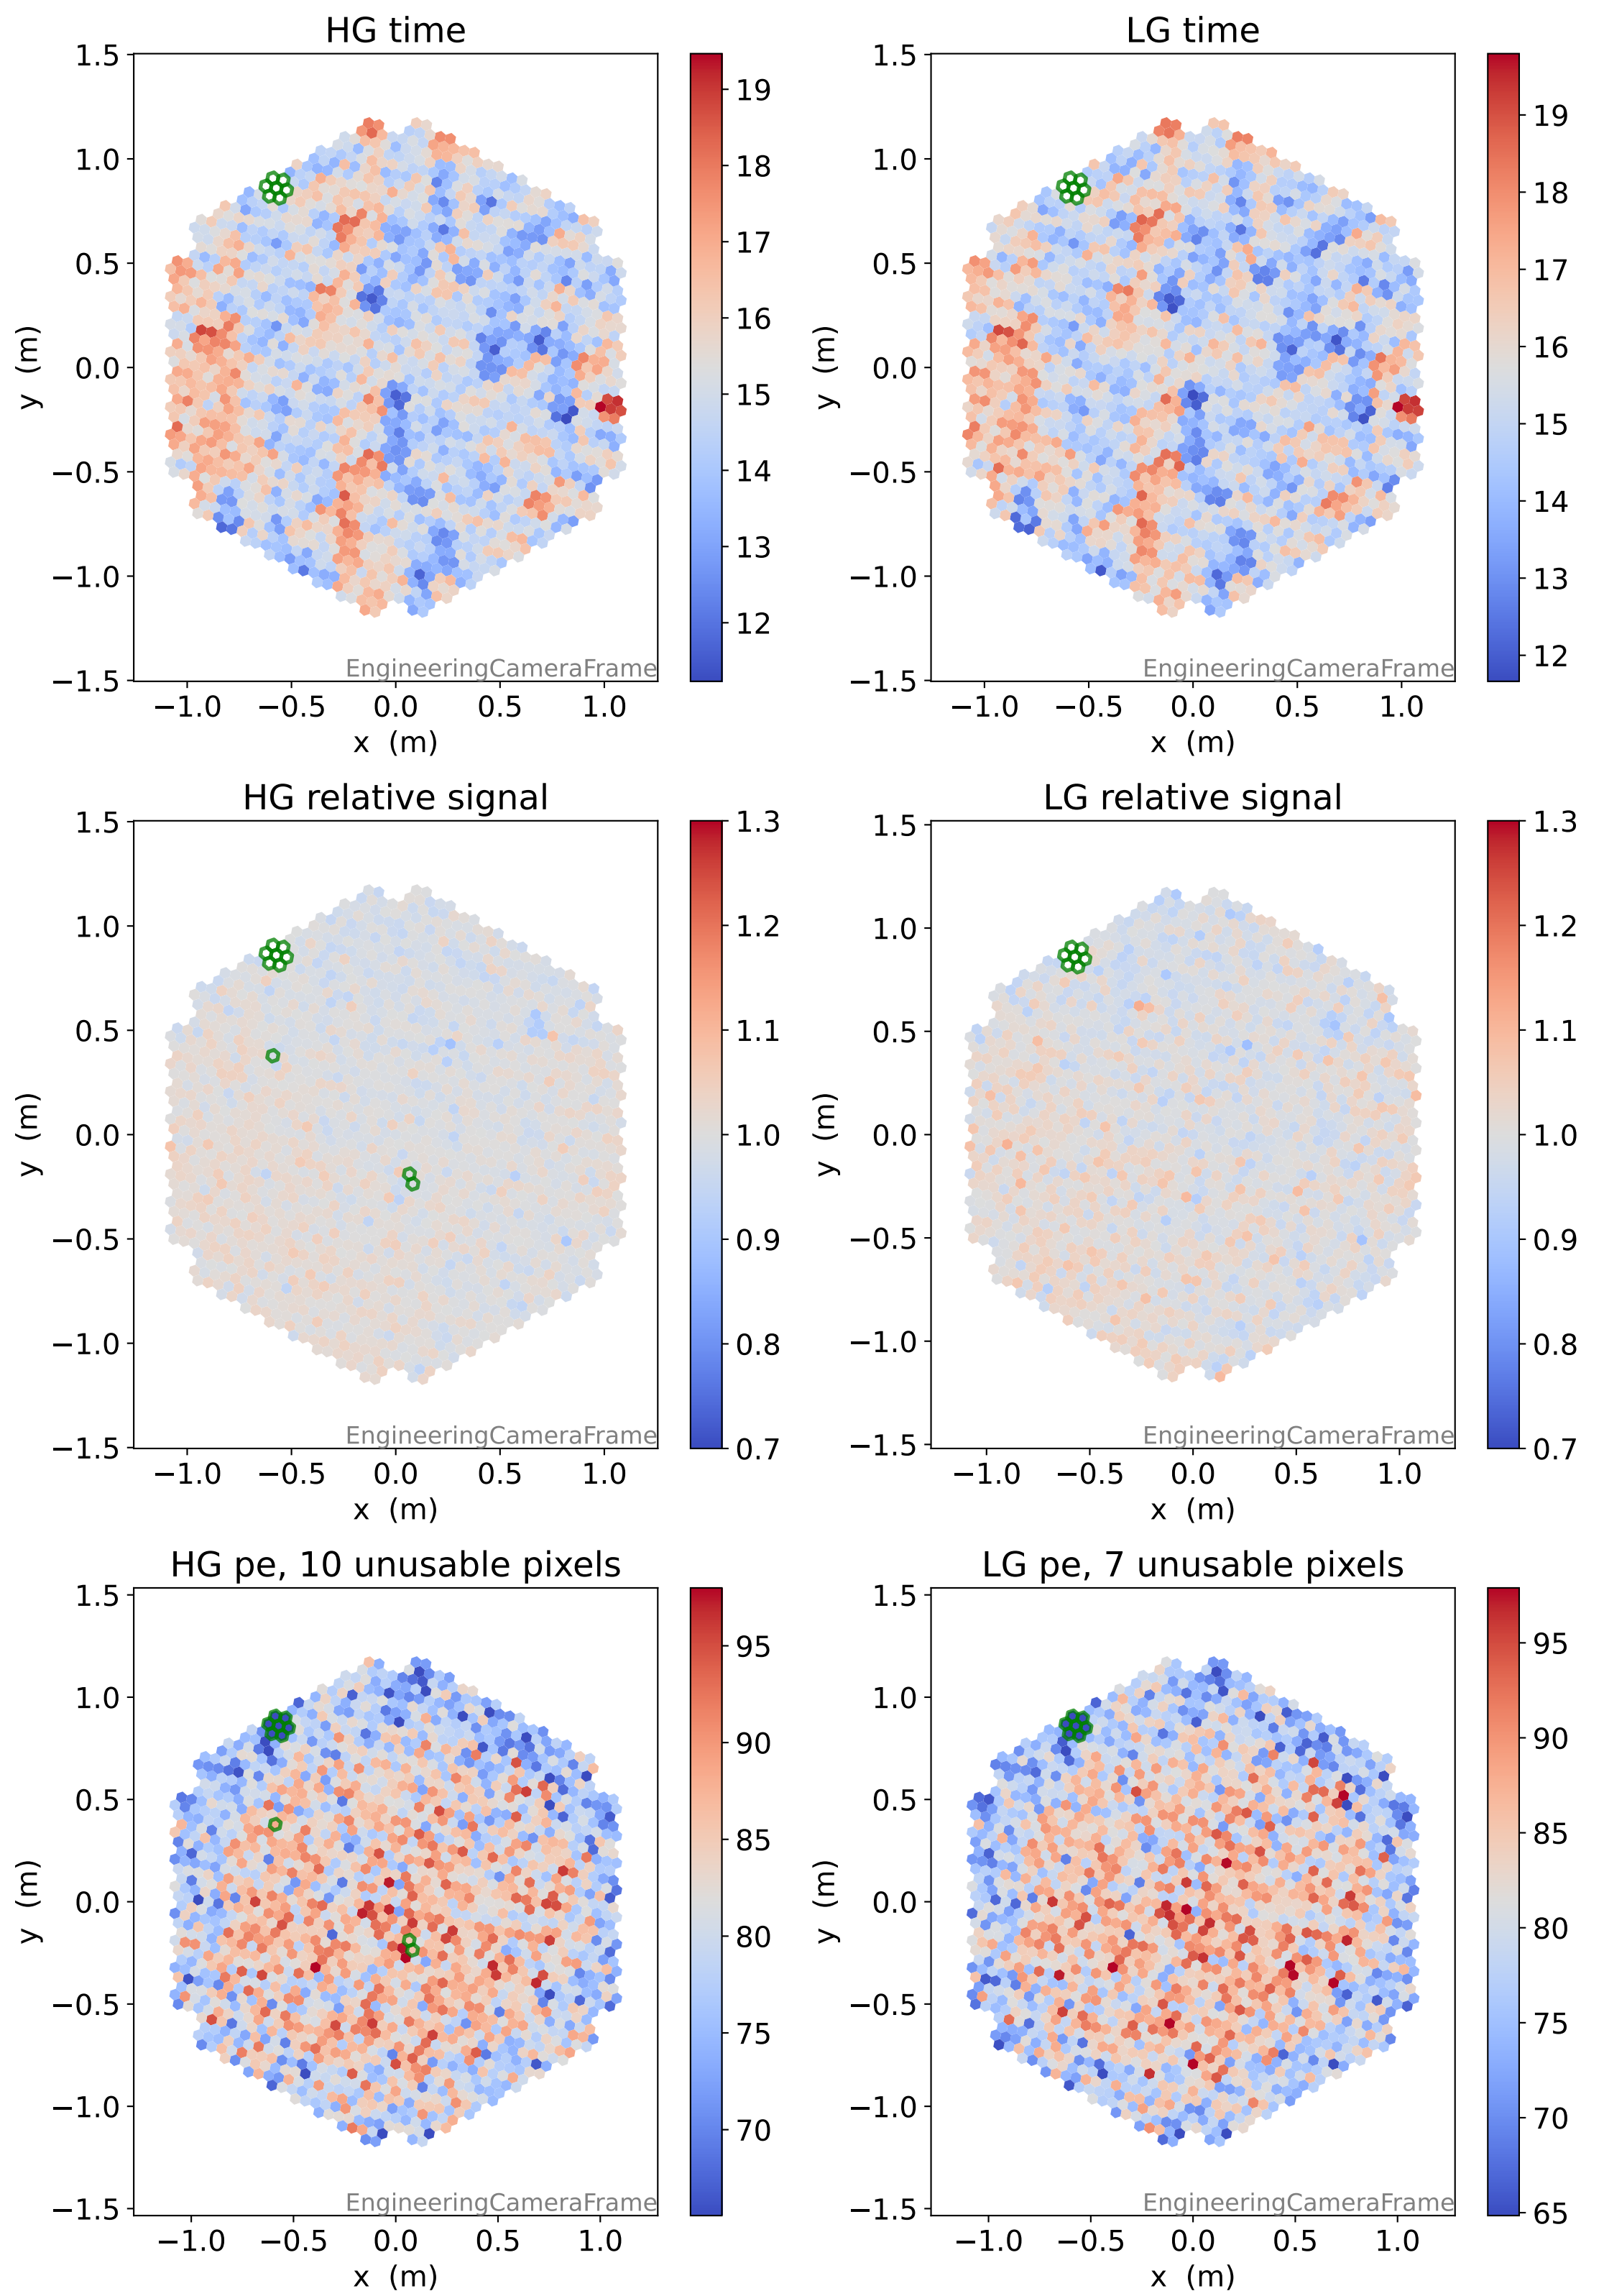 HG time
1.5
1.0
0.5
0.0
−0.5
−1.0
−1.5
y (m)
EngineeringCameraFrame
−1.0 −0.5 0.0 0.5 1.0
x (m)
19
18
17
16
15
14
13
12
LG time
1.5
1.0
0.5
0.0
−0.5
−1.0
−1.5
y (m)
EngineeringCameraFrame
−1.0 −0.5 0.0 0.5 1.0
x (m)
19
18
17
16
15
14
13
12
HG relative signal
1.5
1.0
0.5
0.0
−0.5
−1.0
−1.5
y (m)
EngineeringCameraFrame
−1.0 −0.5 0.0 0.5 1.0
x (m)
1.3
1.2
1.1
1.0
0.9
0.8
0.7
LG relative signal
1.5
1.0
0.5
0.0
−0.5
−1.0
−1.5
y (m)
EngineeringCameraFrame
−1.0 −0.5 0.0 0.5 1.0
x (m)
1.3
1.2
1.1
1.0
0.9
0.8
0.7
HG pe, 10 unusable pixels
1.5
1.0
0.5
0.0
−0.5
−1.0
−1.5
y (m)
EngineeringCameraFrame
−1.0 −0.5 0.0 0.5 1.0
x (m)
95
90
85
80
75
70
LG pe, 7 unusable pixels
1.5
1.0
0.5
0.0
−0.5
−1.0
−1.5
y (m)
EngineeringCameraFrame
−1.0 −0.5 0.0 0.5 1.0
x (m)
95
90
85
80
75
70
65